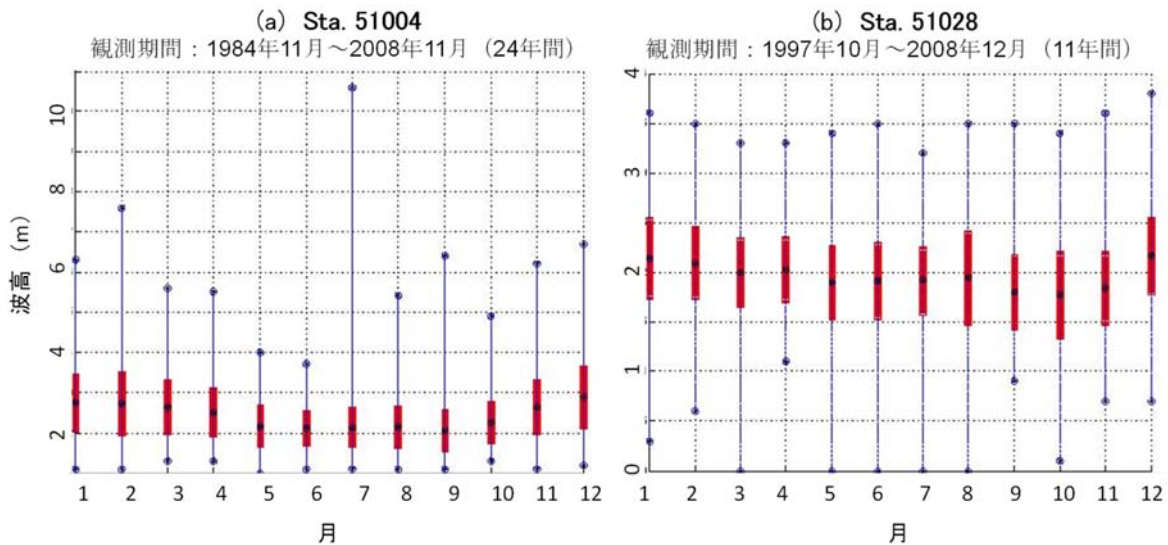 (a) Sta. 51004
観測期間：1984年11月～2008年11月（24年間）
波高（m）
10
8
6
4
2
1 2 3 4 5 6 7 8 9 10 11 12
月
(b) Sta. 51028
観測期間：1997年10月～2008年12月（11年間）
4
3
2
1
0
1 2 3 4 5 6 7 8 9 10 11 12
月